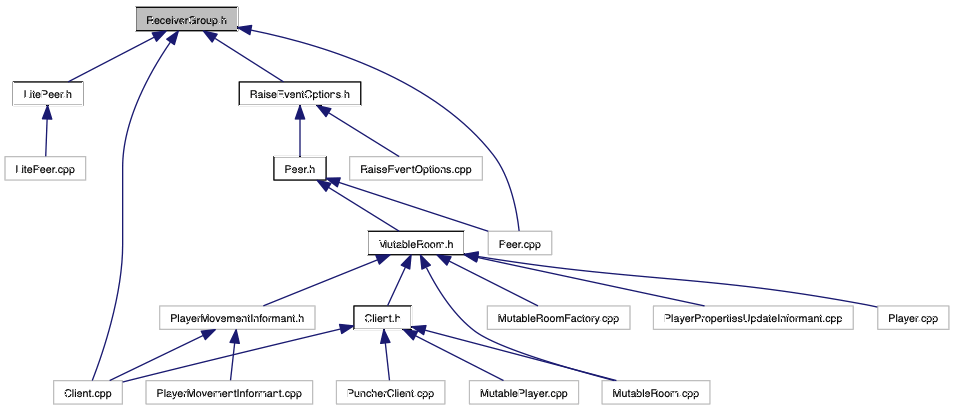 ReceiverGroup.h
LitePeer.h
RaiseEventOptions.h
LitePeer.cpp
Peer.h
RaiseEventOptions.cpp
MutableRoom.h
Peer.cpp
PlayerMovementInformant.h
Client.h
MutableRoomFactory.cpp
PlayerPropertiesUpdateInformant.cpp
Player.cpp
Client.cpp
PlayerMovementInformant.cpp
PuncherClient.cpp
MutablePlayer.cpp
MutableRoom.cpp